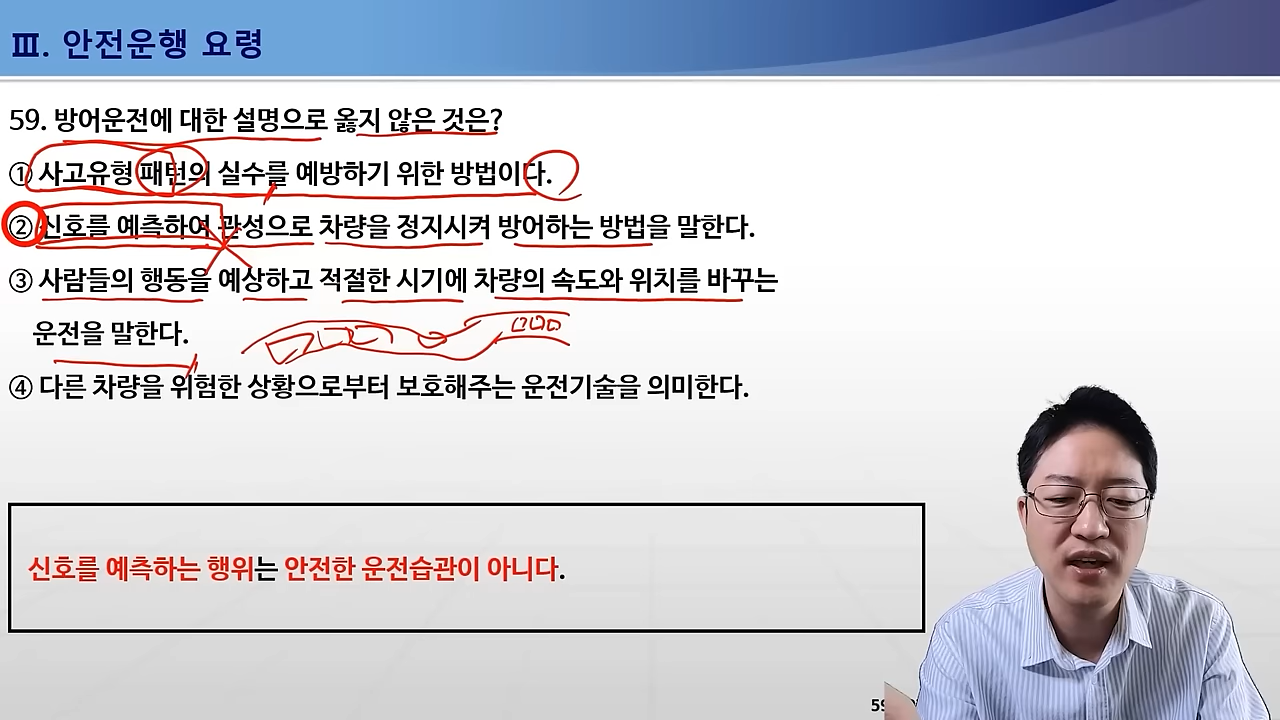 Ⅲ. 안전운행 요령
59. 방어운전에 대한 설명으로 옳지 않은 것은?
① 사고유형 패턴의 실수를 예방하기 위한 방법이다.
② 신호를 예측하여 관성으로 차량을 정지시켜 방어하는 방법을 말한다.
③ 사람들의 행동을 예상하고 적절한 시기에 차량의 속도와 위치를 바꾸는
운전을 말한다.
④ 다른 차량을 위험한 상황으로부터 보호해주는 운전기술을 의미한다.
신호를 예측하는 행위는 안전한 운전습관이 아니다.